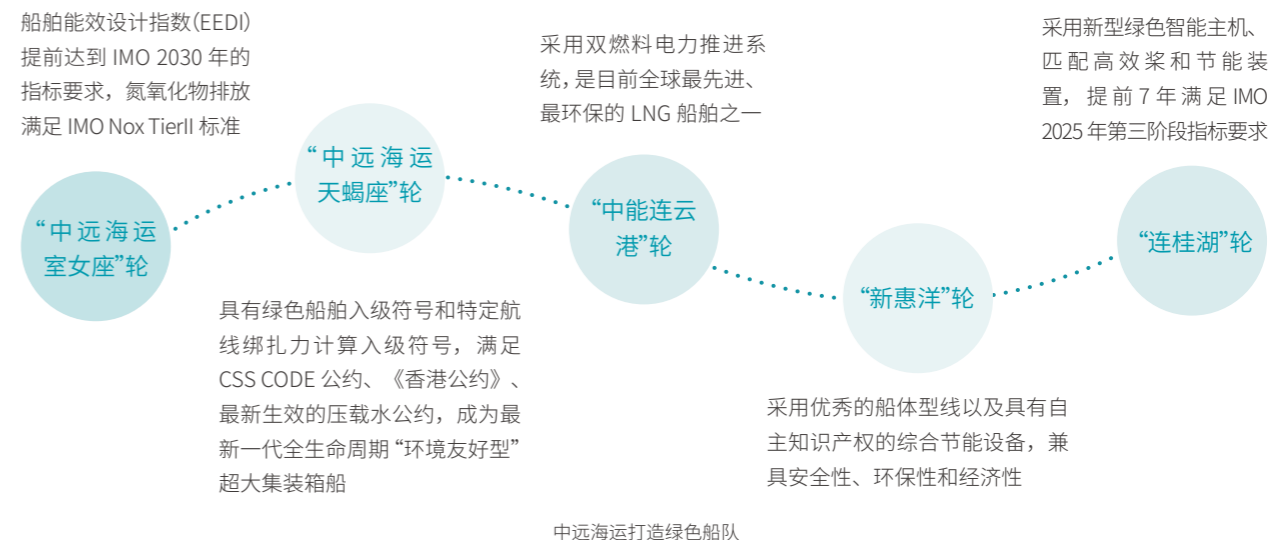 船舶能效设计指数(EEDI)
提前达到 IMO 2030 年的
指标要求，氮氧化物排放
满足 IMO Nox TierII 标准
“中远海运
室女座”轮
“中远海运
天蝎座”轮
具有绿色船舶入级符号和特定航
线绑扎力计算入级符号，满足
CSS CODE 公约、《香港公约》、
最新生效的压载水公约，成为最
新一代全生命周期“环境友好型”
超大集装箱船
采用双燃料电力推进系
统，是目前全球最先进、
最环保的 LNG 船舶之一
“中能连云
港”轮
“新惠洋”轮
采用优秀的船体型线以及具有自
主知识产权的综合节能设备，兼
具安全性、环保性和经济性
采用新型绿色智能主机、
匹配高效桨和节能装
置，提前 7 年满足 IMO
2025 年第三阶段指标要求
“连桂湖”轮
中远海运打造绿色船队